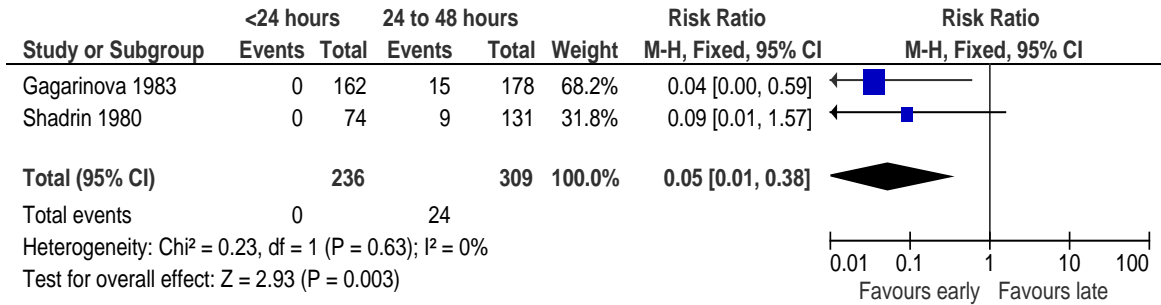 <24 hours 24 to 48 hours Risk Ratio Risk Ratio
Study or Subgroup Events Total Events Total Weight M-H, Fixed, 95% CI M-H, Fixed, 95% CI
Gagarinova 1983 0 162 15 178 68.2% 0.04 [0.00, 0.59]
Shadrin 1980 0 74 9 131 31.8% 0.09 [0.01, 1.57]
Total (95% CI) 236 309 100.0% 0.05 [0.01, 0.38]
Total events 0 24
Heterogeneity: Chi² = 0.23, df = 1 (P = 0.63); I² = 0%
Test for overall effect: Z = 2.93 (P = 0.003)
0.01 0.1 1 10 100
Favours early Favours late